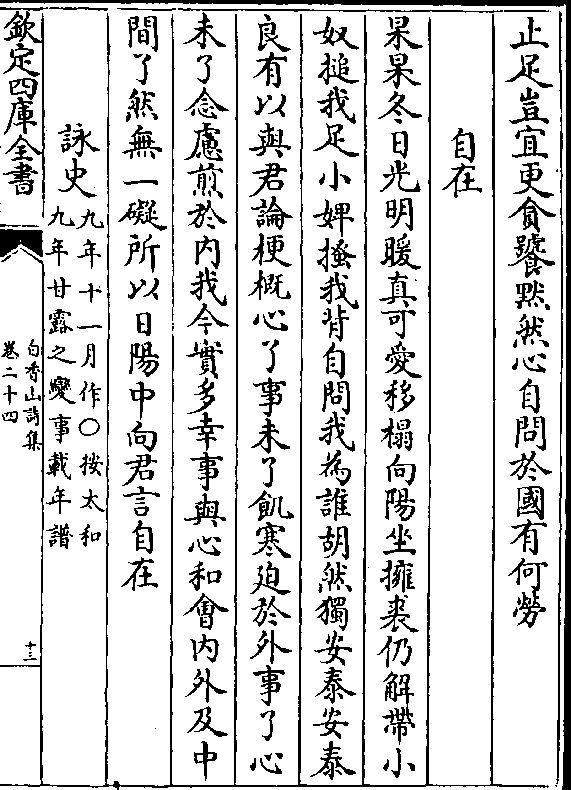 止足豈宜更貪饕黙然心自問於國有何勞
自在
杲杲冬日光明暖真可愛移榻向陽坐擁裘仍解帶小
奴搥我足小婢搔我背自問我為誰胡然獨安泰安泰
良有以與君論梗概心了事未了飢寒迫於外事了心
未了念慮煎於内我今實多幸事與心和會内外及中
間了然無一礙所以日陽中向君言自在
詠史九年十一月作○按太和
九年甘露之變事載年譜
欽定四庫全書
白香山詩集
卷二十四
十三